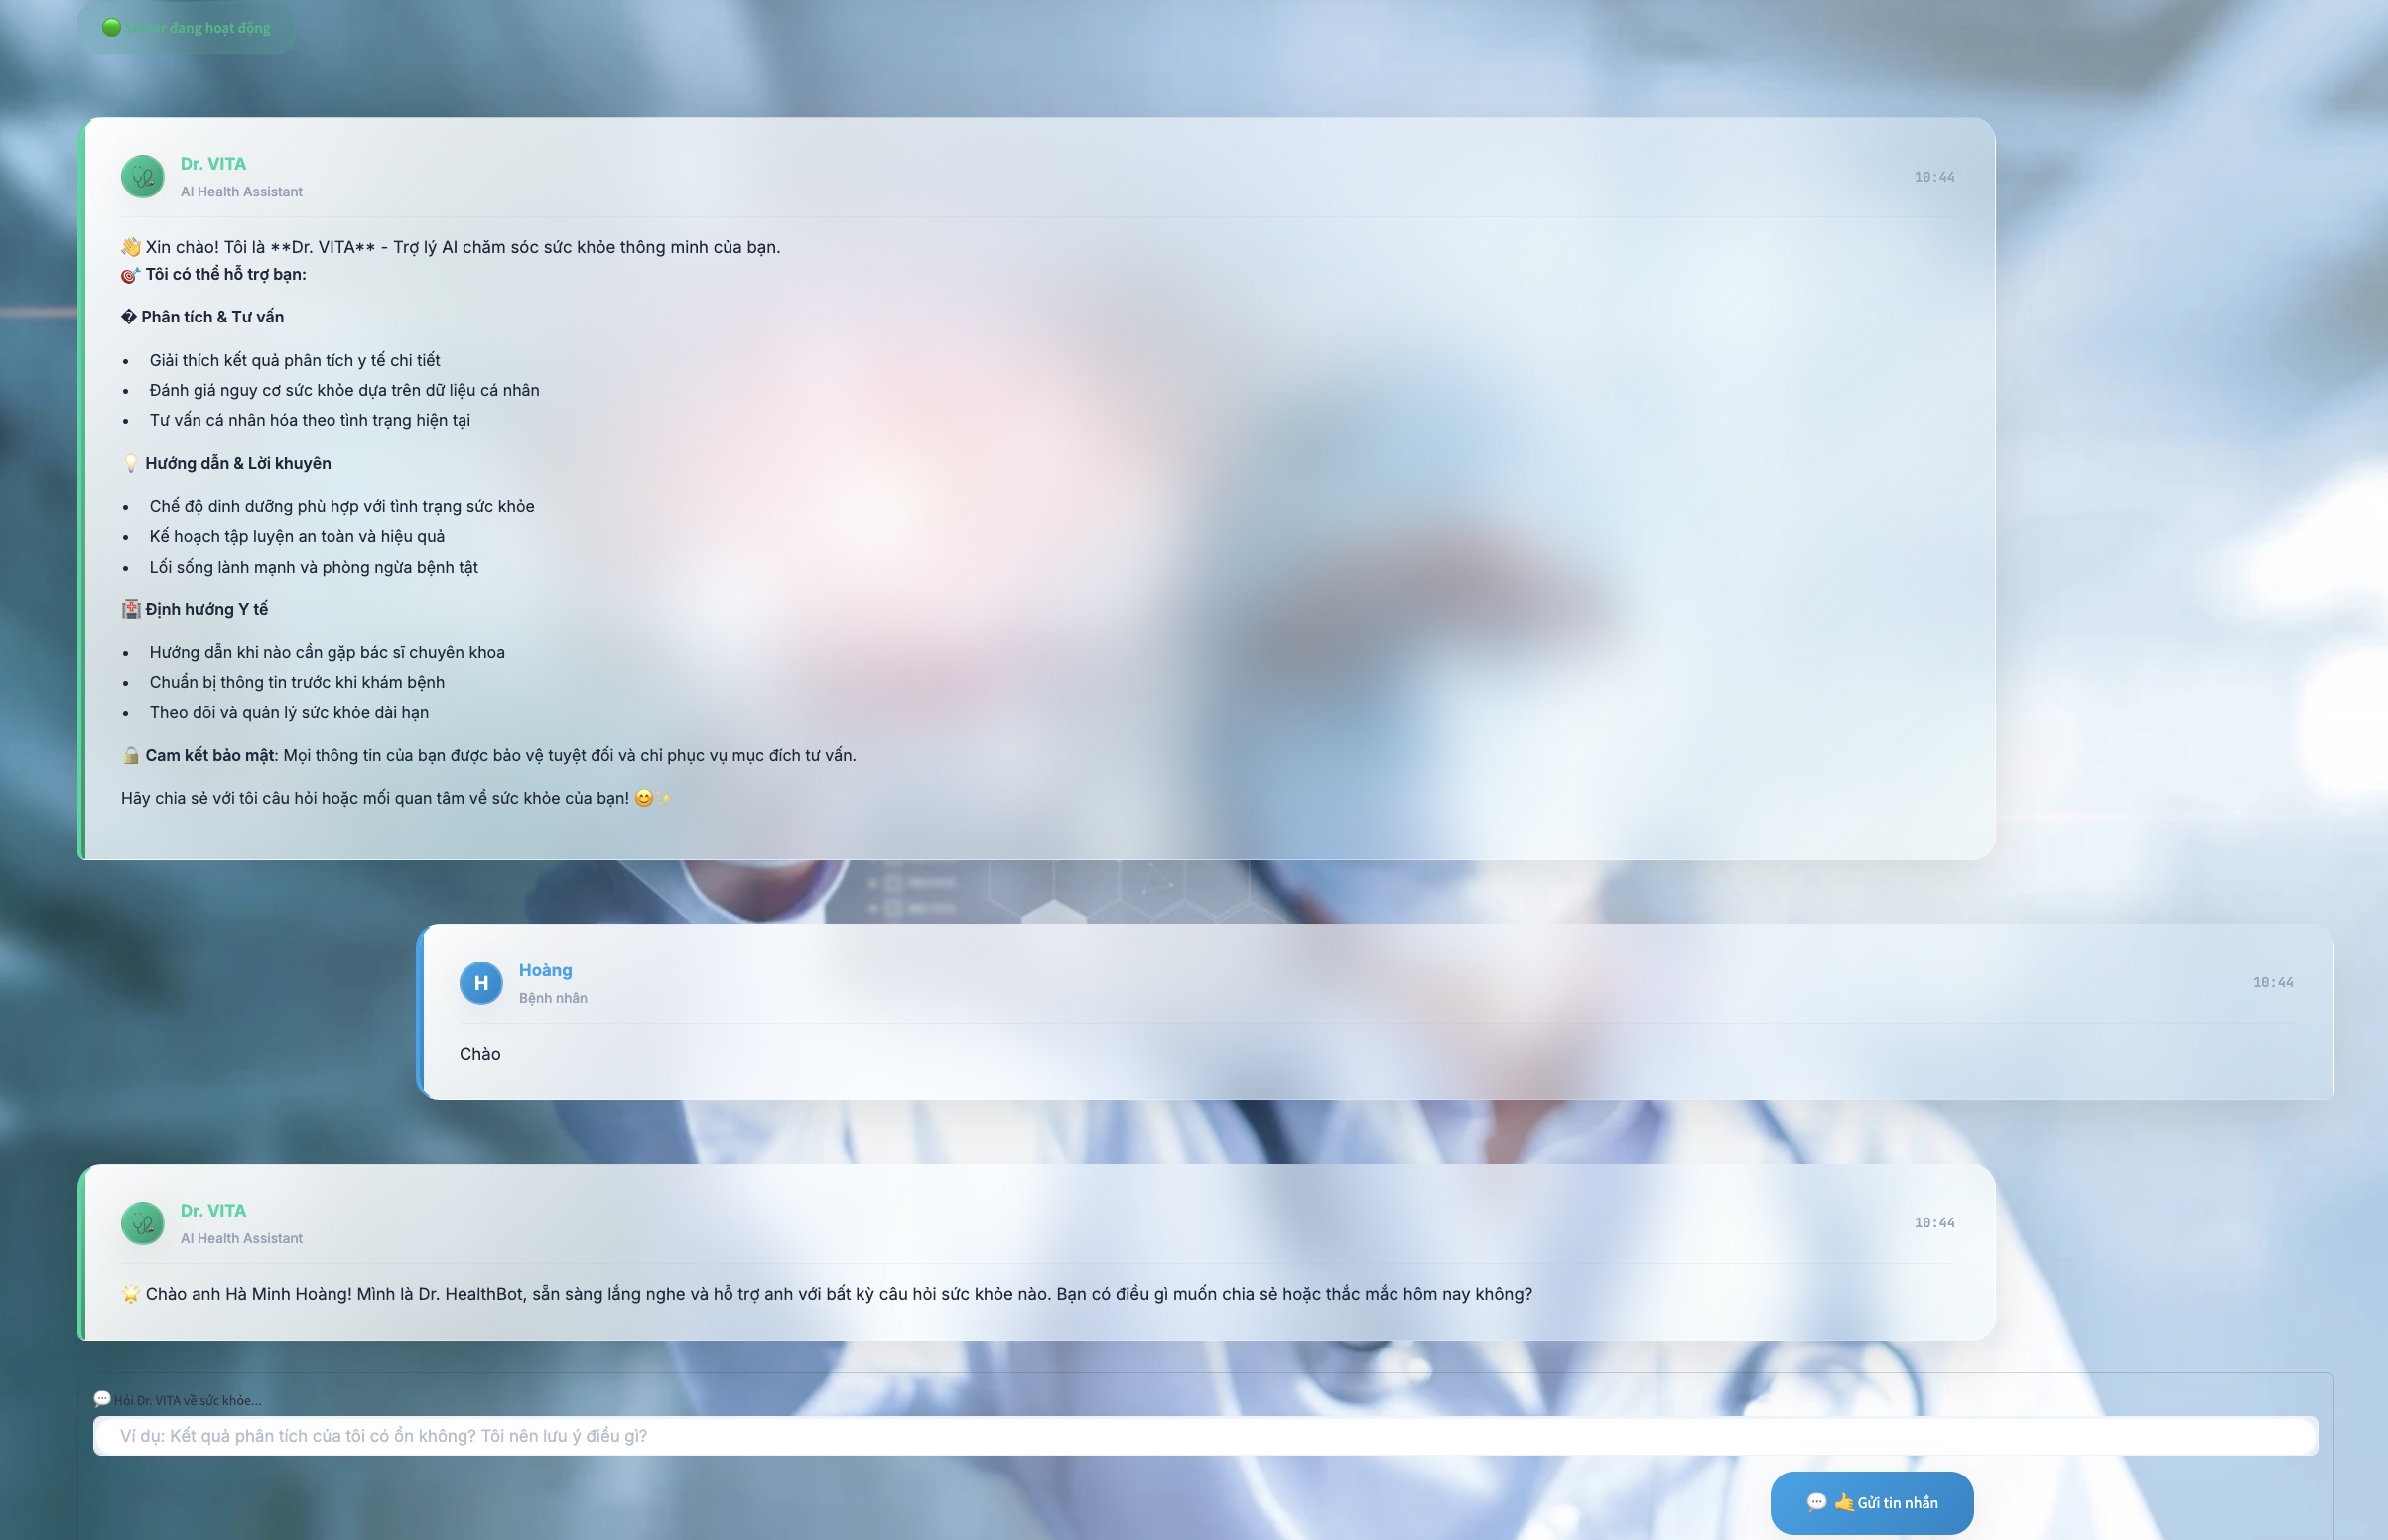 🟢 Server đang hoạt động
Dr. VITA
AI Health Assistant
10:44
👋 Xin chào! Tôi là **Dr. VITA** - Trợ lý AI chăm sóc sức khỏe thông minh của bạn.
🎯 Tôi có thể hỗ trợ bạn:
� Phân tích & Tư vấn
• Giải thích kết quả phân tích y tế chi tiết
• Đánh giá nguy cơ sức khỏe dựa trên dữ liệu cá nhân
• Tư vấn cá nhân hóa theo tình trạng hiện tại
💡 Hướng dẫn & Lời khuyên
• Chế độ dinh dưỡng phù hợp với tình trạng sức khỏe
• Kế hoạch tập luyện an toàn và hiệu quả
• Lối sống lành mạnh và phòng ngừa bệnh tật
🏥 Định hướng Y tế
• Hướng dẫn khi nào cần gặp bác sĩ chuyên khoa
• Chuẩn bị thông tin trước khi khám bệnh
• Theo dõi và quản lý sức khỏe dài hạn
🔒 Cam kết bảo mật: Mọi thông tin của bạn được bảo vệ tuyệt đối và chỉ phục vụ mục đích tư vấn.
Hãy chia sẻ với tôi câu hỏi hoặc mối quan tâm về sức khỏe của bạn! 😊✨
H
Hoàng
Bệnh nhân
10:44
Chào
Dr. VITA
AI Health Assistant
10:44
🌟 Chào anh Hà Minh Hoàng! Mình là Dr. HealthBot, sẵn sàng lắng nghe và hỗ trợ anh với bất kỳ câu hỏi sức khỏe nào. Bạn có điều gì muốn chia sẻ hoặc thắc mắc hôm nay không?
💬 Hỏi Dr. VITA về sức khỏe...
Ví dụ: Kết quả phân tích của tôi có ổn không? Tôi nên lưu ý điều gì?
💬 🤙 Gửi tin nhắn